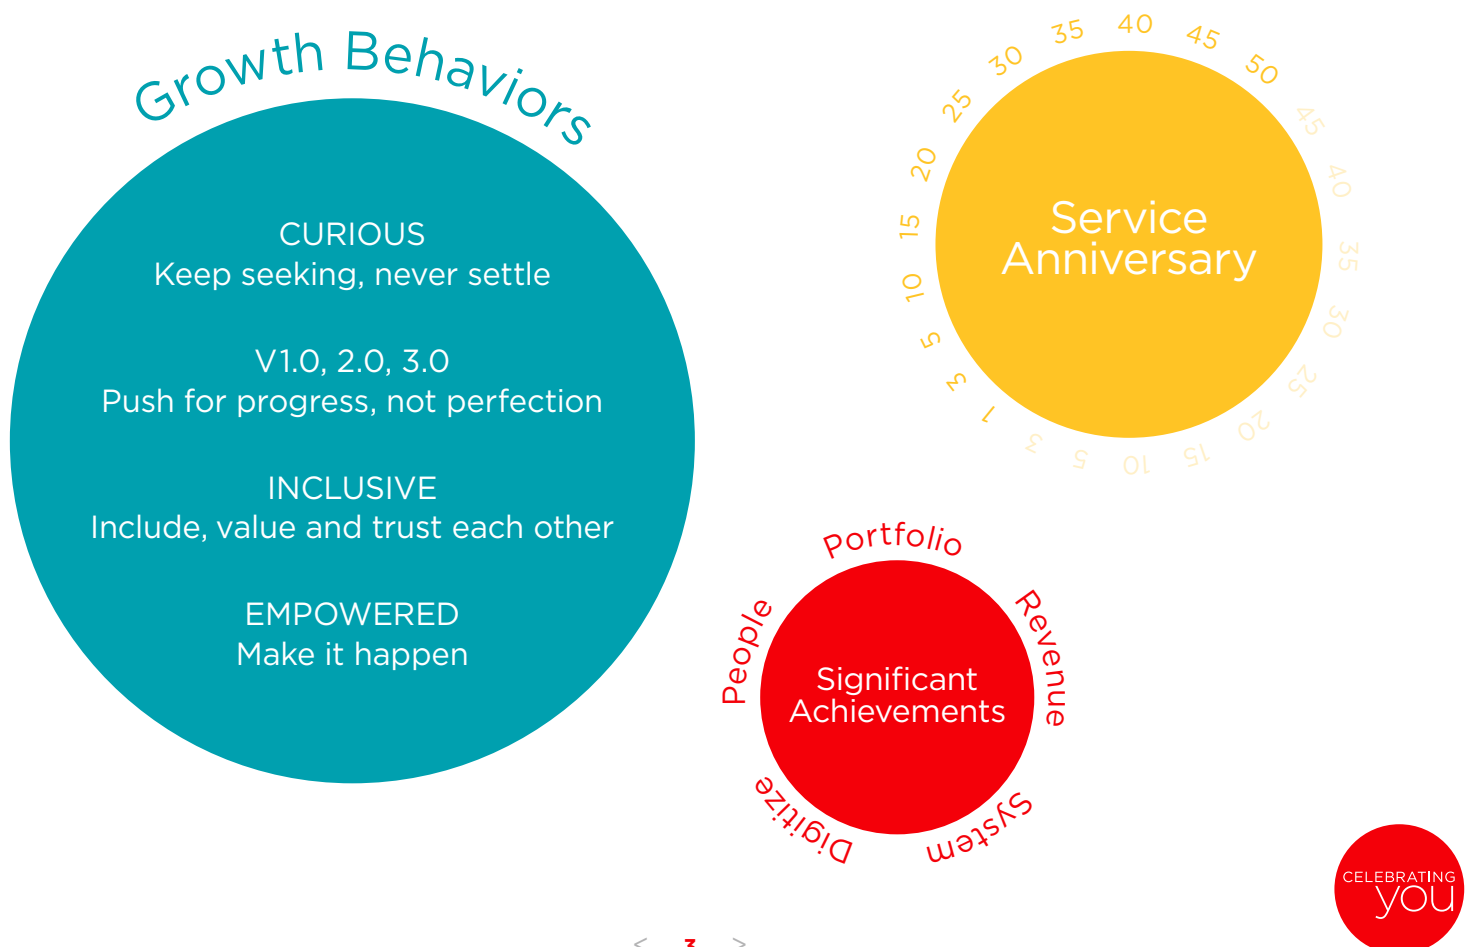 Growth Behaviors
CURIOUS
Keep seeking, never settle
V1.0, 2.0, 3.0
Push for progress, not perfection
INCLUSIVE
Include, value and trust each other
EMPOWERED
Make it happen
1 3 5 10 15 20 25 30 35 40 45 50 45 40 35 30 25 20 15 10 5 3
Service
Anniversary
Portfolio
Revenue
System
Digitize
People
Significant
Achievements
CELEBRATING
you
< 3 >